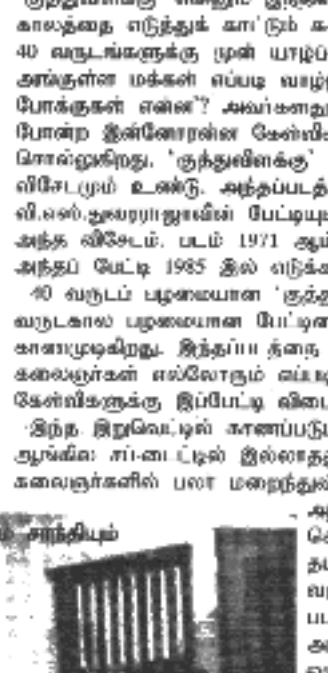 காலத்தை எடுத்துக் காட்டும் க
40 வருடங்களுக்கு முன் யாழ்ப்
அங்குள்ள மக்கள் எப்படி வாழ்ந்
போக்குகள் என்ன'? அவர்களது
போன்ற இன்னோரன்ன கேள்வி
சொல்லுகிறது. 'குத்துவிளக்கு'
விசேடமும் உண்டு. அந்தப்படத்
வி.எஸ்.துரைராஜாவின் பேட்டியு
அந்த விசேடம். படம் 1971 ஆம்
அந்தப் பேட்டி 1985 இல் எடுக்க
40 வருடப் பழமையான 'குத்து
வருடகால பழமையான பேட்டி
காணமுடிகிறது. இந்தப்படத்தை
கலைஞர்கள் எல்லோரும் எப்படி
கேள்விகளுக்கு இப்பேட்டி விடை
இந்த இறுவெட்டில் காணப்படு
ஆங்கில சப்-டைட்டில் இல்லாத
கலைஞர்களில் பலர் மறைந்து
சாந்தியும்